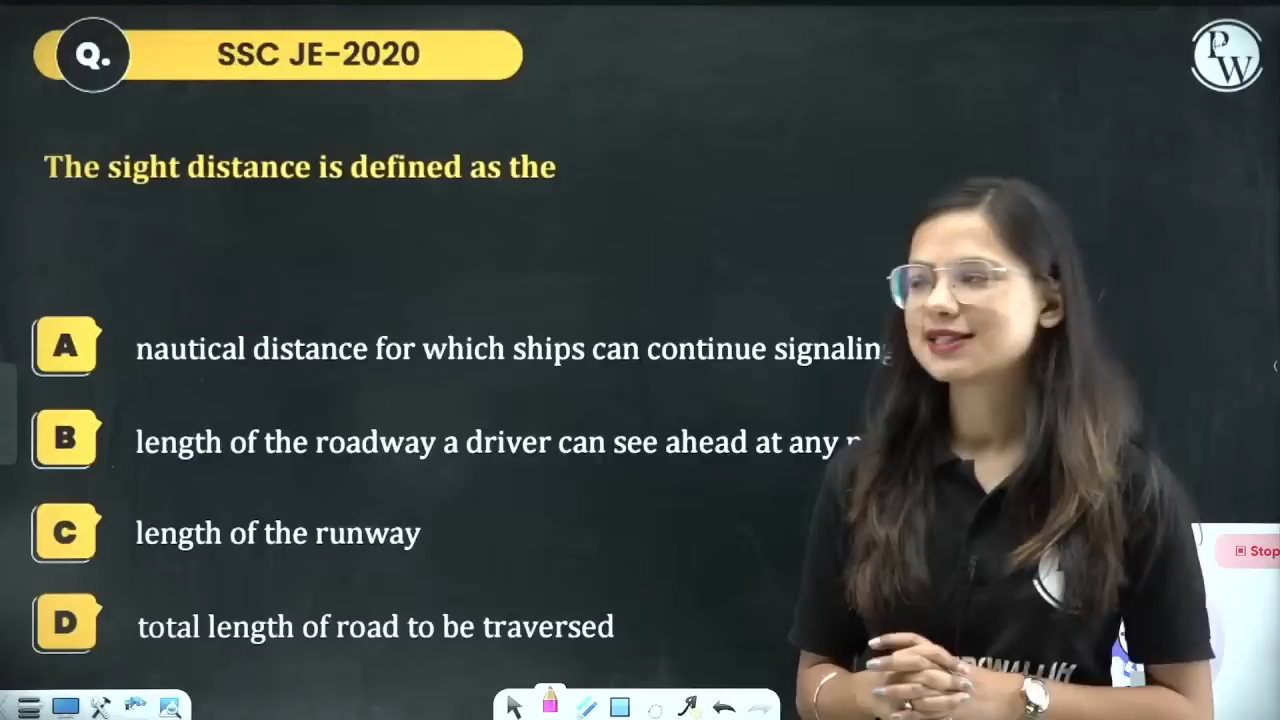 Q.
SSC JE-2020
PW
The sight distance is defined as the
A
nautical distance for which ships can continue signaling
B
length of the roadway a driver can see ahead at any
C
length of the runway
Stop
D
total length of road to be traversed